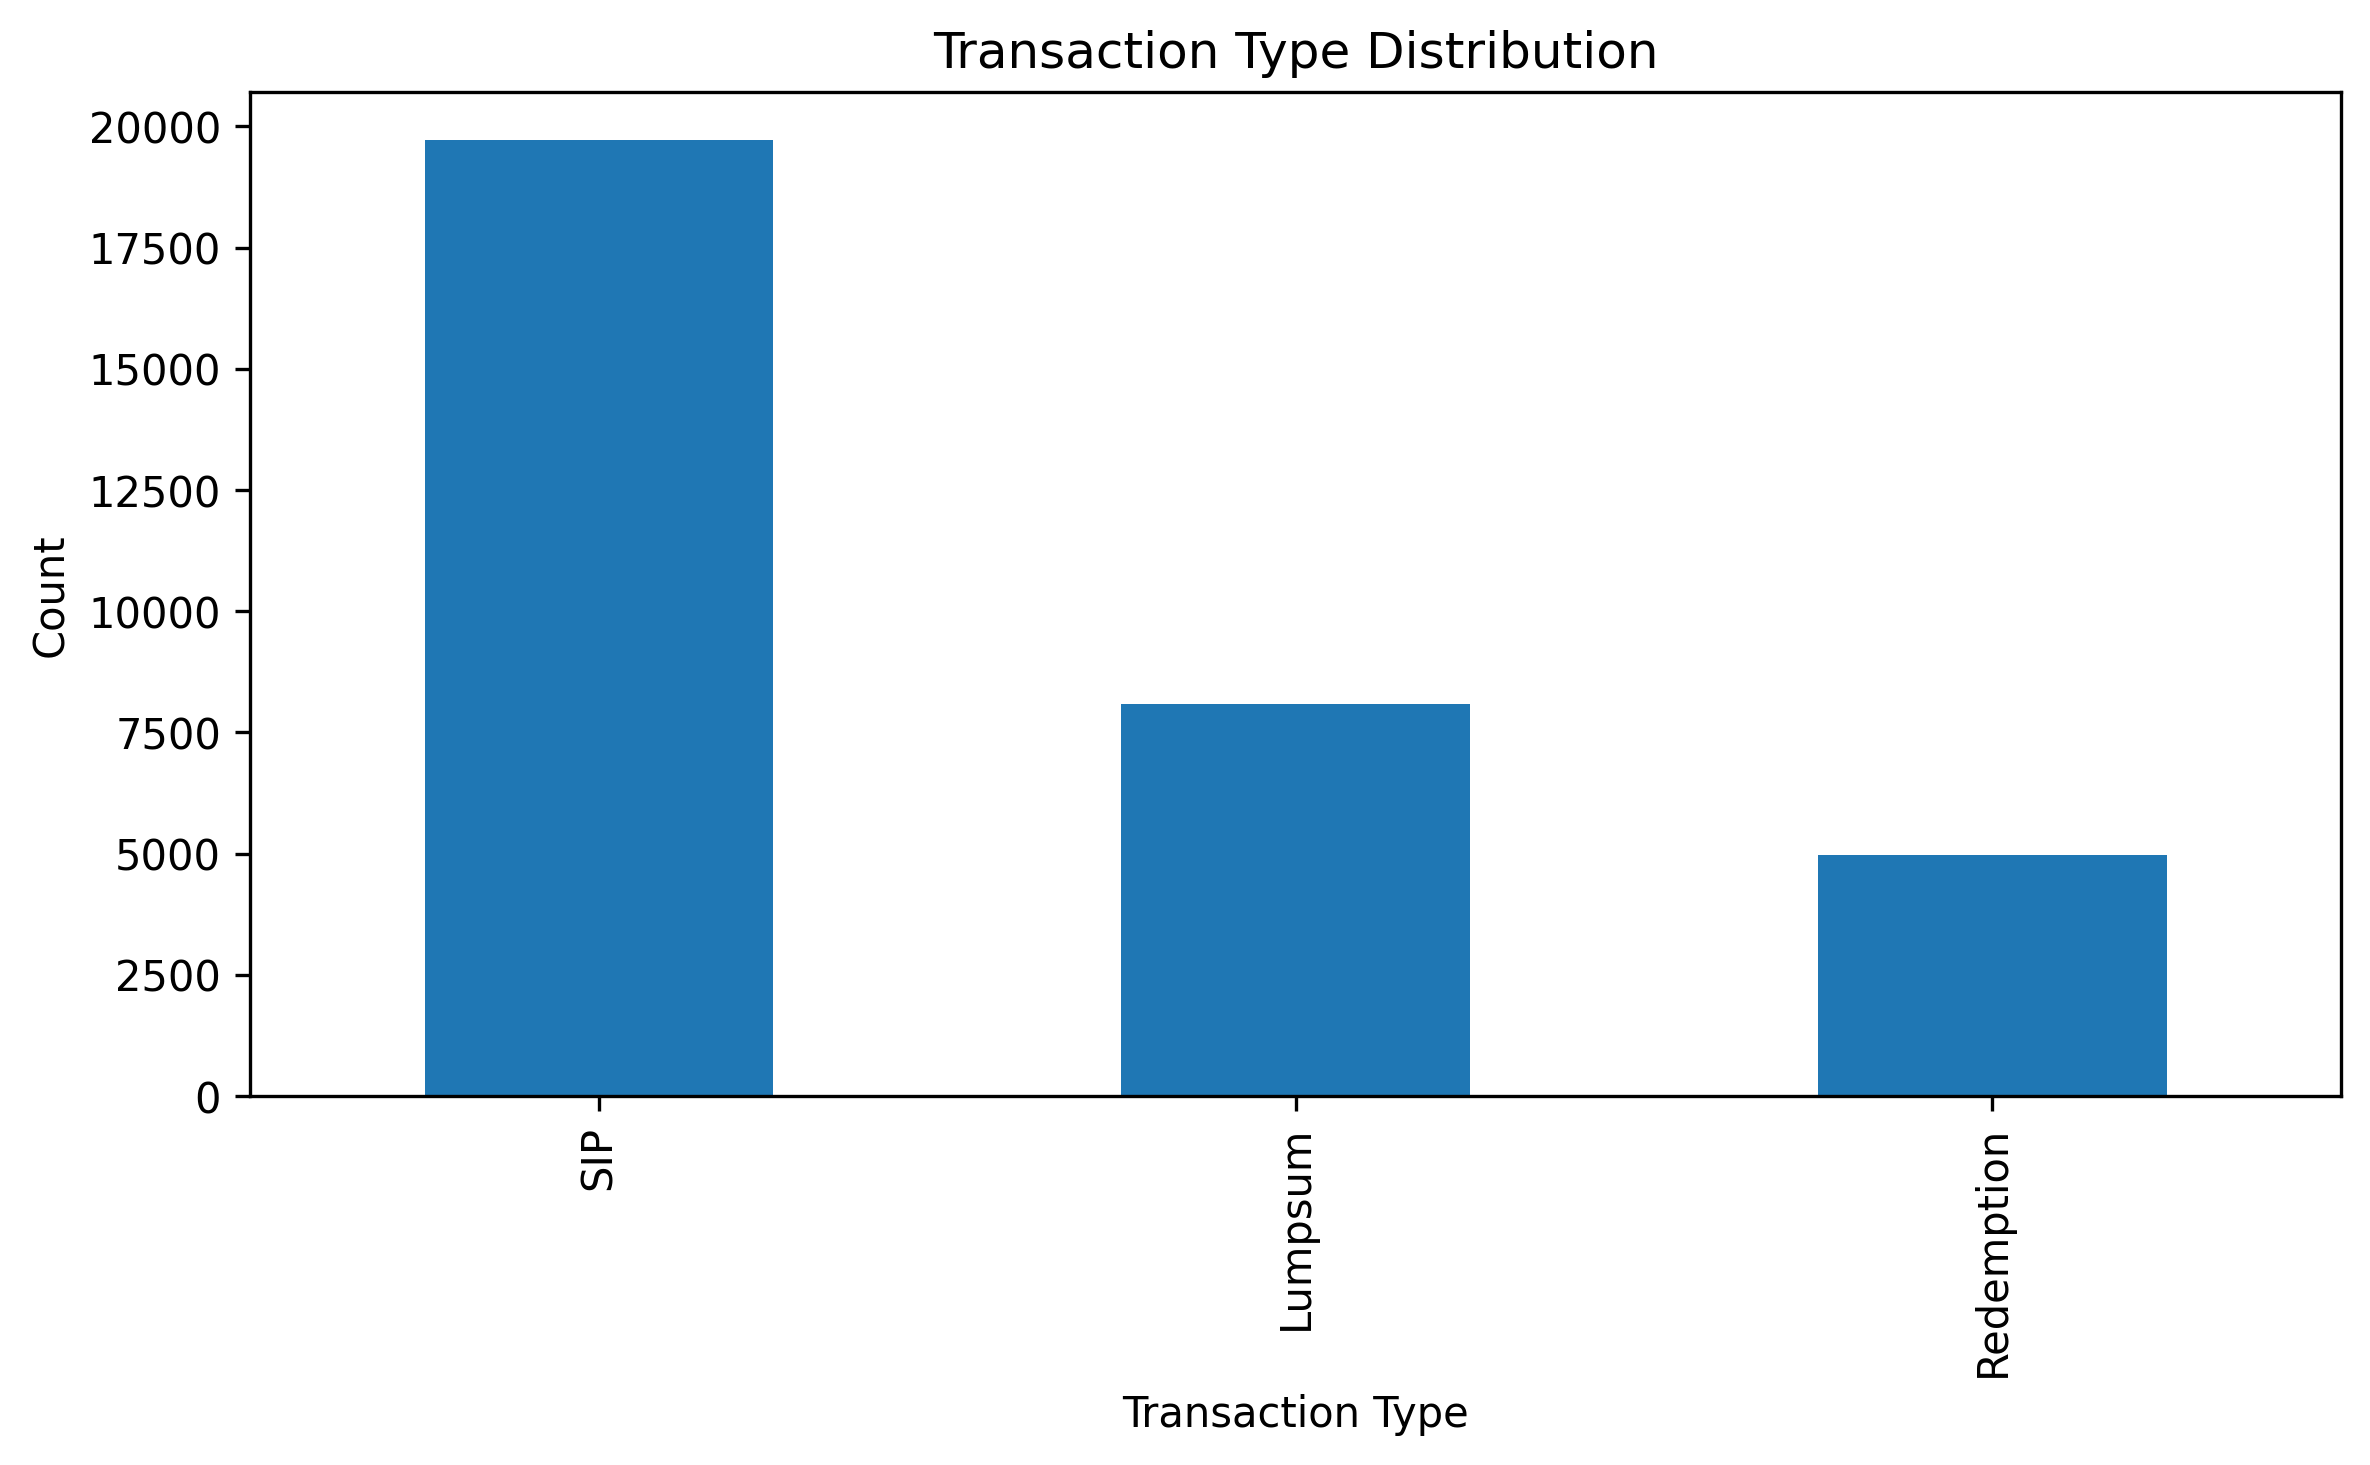 Transaction Type Distribution
20000
17500
15000
12500
10000
7500
5000
2500
0
Count
SIP
Lumpsum
Redemption
Transaction Type